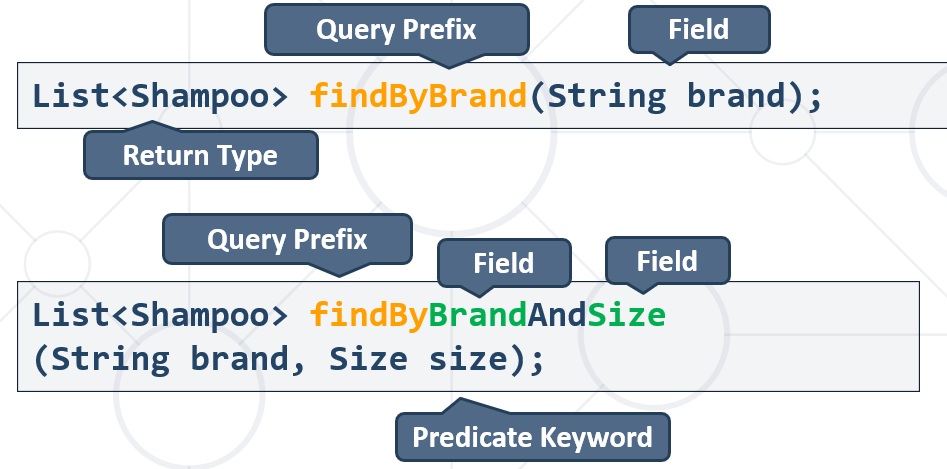 Query Prefix
Field
List<Shampoo> findByBrand(String brand);
Return Type
Query Prefix
Field
Field
List<Shampoo> findByBrandAndSize
(String brand, Size size);
Predicate Keyword